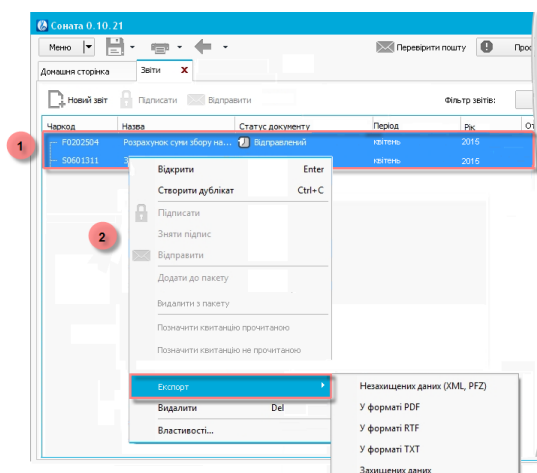 Соната 0.10.21
Меню Перевірити пошту
Домашня сторінка Звіти X
Новий звіт Підписати Відправити Фільтр звітів:
Чаркод Назва Статус документу Період Рік
1 F0202504 Розрахунок суми збору на... Відправлений квітень 2015
S0601311 квітень 2015
Відкрити Enter
Створити дублікат Ctrl+C
Підписати
2 Зняти підпис
Відправити
Додати до пакету
Видалити з пакету
Позначити квитанцію прочитаною
Позначити квитанцію не прочитаною
Експорт Незахищених даних (XML, PFZ)
Видалити Del У форматі PDF
Властивості... У форматі RTF
У форматі TXT
Захищених даних